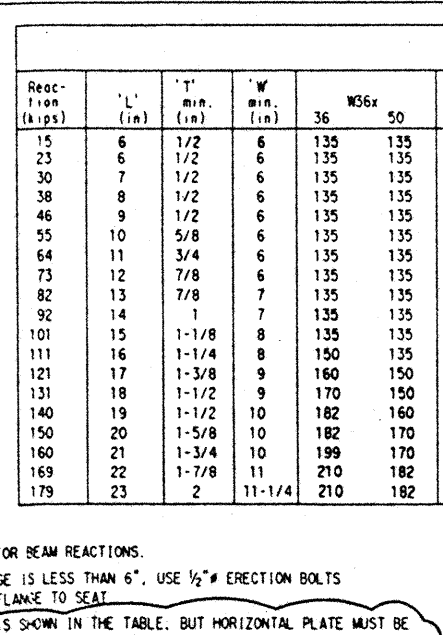 Reac- 'T' 'W'
tion 'L' min. min. W36x
(kips) (in) (in) (in) 36 50
15 6 1/2 6 135 135
23 6 1/2 6 135 135
30 7 1/2 6 135 135
38 8 1/2 6 135 135
46 9 1/2 6 135 135
55 10 5/8 6 135 135
64 11 3/4 6 135 135
73 12 7/8 6 135 135
82 13 7/8 7 135 135
92 14 1 7 135 135
101 15 1-1/8 8 135 135
111 16 1-1/4 8 150 135
121 17 1-3/8 9 160 150
131 18 1-1/2 9 170 150
140 19 1-1/2 10 182 160
150 20 1-5/8 10 182 170
160 21 1-3/4 10 199 170
169 22 1-7/8 11 210 182
179 23 2 11-1/4 210 182
OR BEAM REACTIONS.
GE IS LESS THAN 6", USE ½"ø ERECTION BOLTS
FLANGE TO SEAT
S SHOWN IN THE TABLE. BUT HORIZONTAL PLATE MUST BE